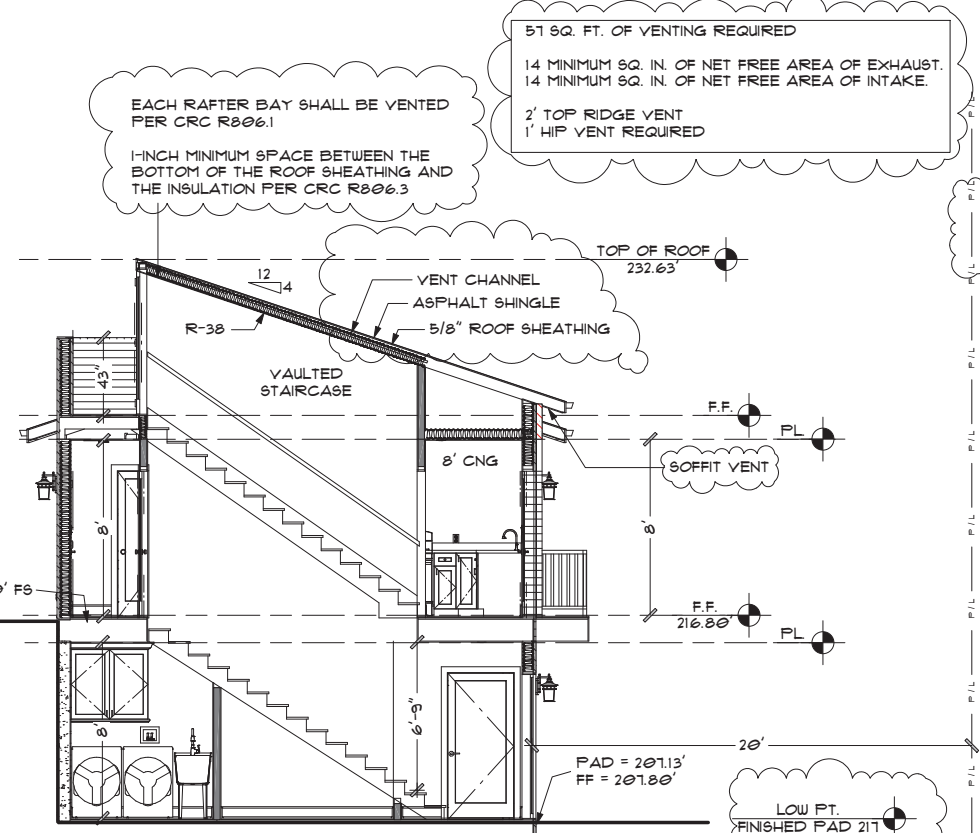 57 SQ. FT. OF VENTING REQUIRED
14 MINIMUM SQ. IN. OF NET FREE AREA OF EXHAUST.
14 MINIMUM SQ. IN. OF NET FREE AREA OF INTAKE.
2' TOP RIDGE VENT
1' HIP VENT REQUIRED
EACH RAFTER BAY SHALL BE VENTED
PER CRC R806.1
1-INCH MINIMUM SPACE BETWEEN THE
BOTTOM OF THE ROOF SHEATHING AND
THE INSULATION PER CRC R806.3
TOP OF ROOF
232.63'
12
4
VENT CHANNEL
ASPHALT SHINGLE
5/8" ROOF SHEATHING
R-38
VAULTED
STAIRCASE
43"
F.F.
PL
8' CNG
SOFFIT VENT
8'
8'
' FS
F.F.
216.80'
PL
8'
6'-9"
20'
PAD = 207.13'
FF = 207.80'
LOW PT.
FINISHED PAD 217
P/L
P/L
P/L
P/L
P/L
P/L
P/L
P/L